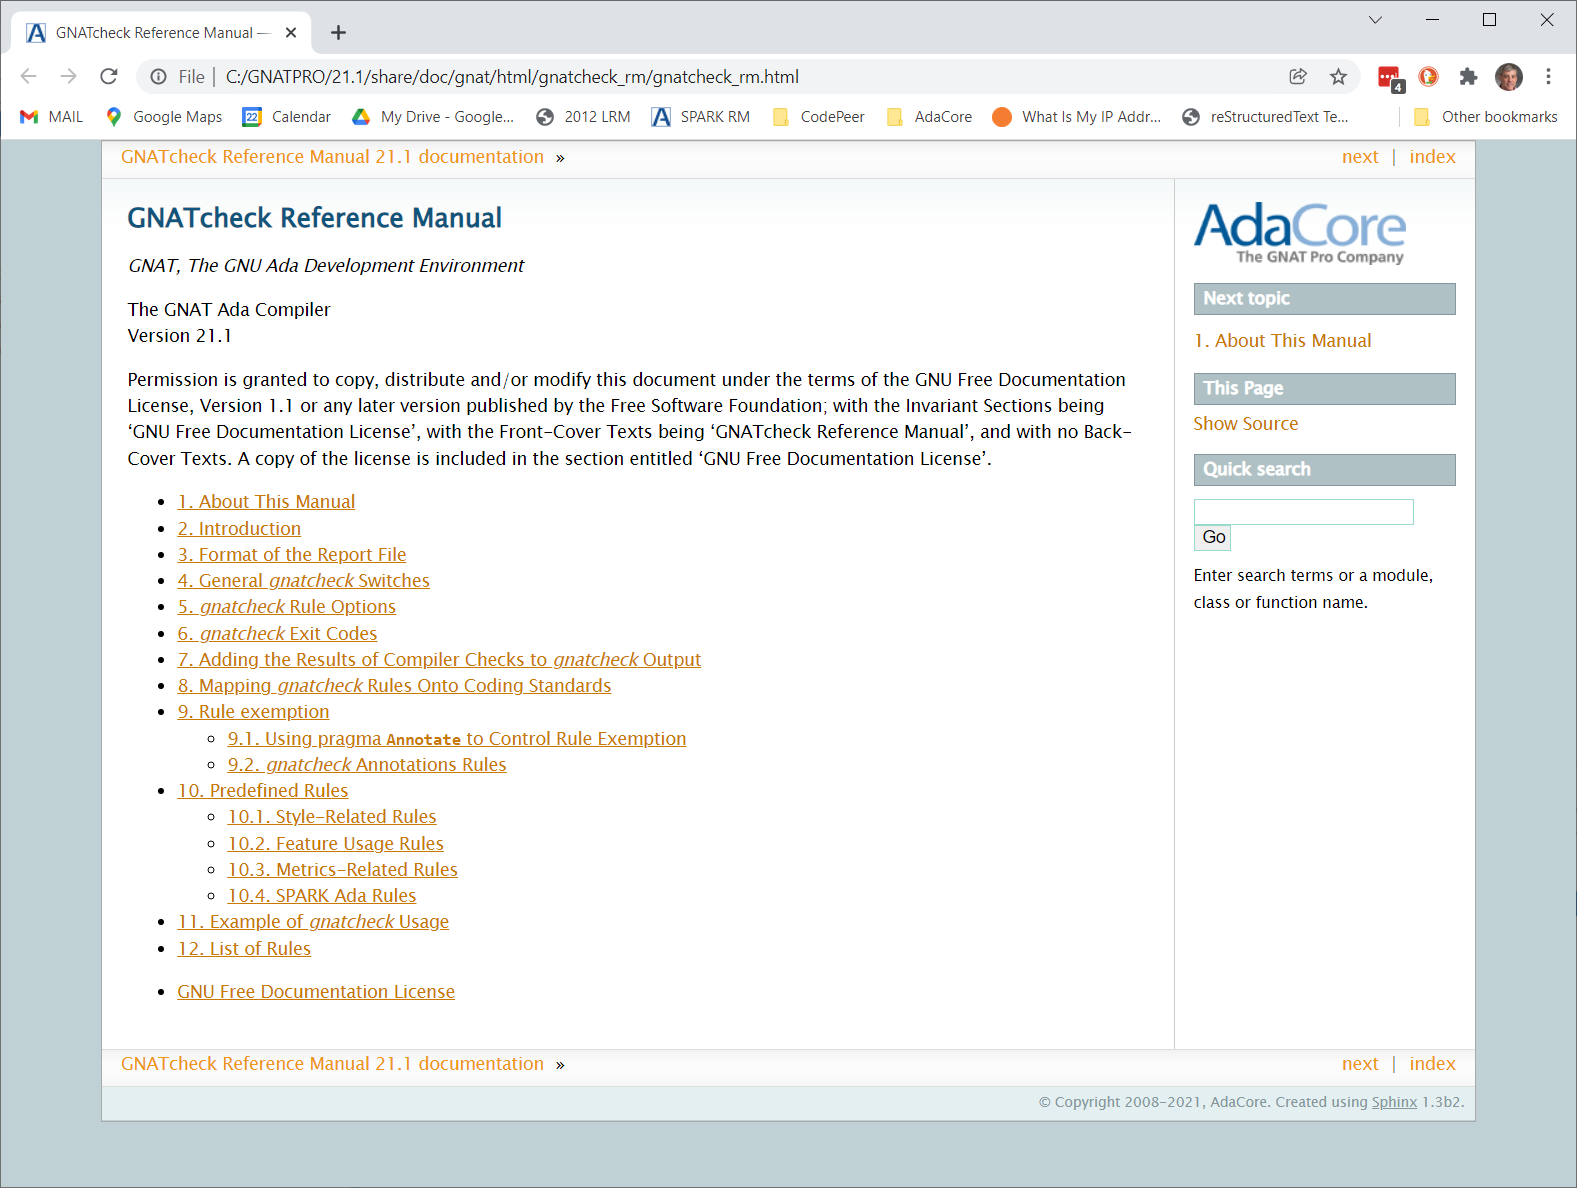 GNATcheck Reference Manual —
File | C:/GNATPRO/21.1/share/doc/gnat/html/gnatcheck_rm/gnatcheck_rm.html
4
MAIL
Google Maps
22
Calendar
My Drive - Google...
2012 LRM
SPARK RM
CodePeer
AdaCore
What Is My IP Addr...
reStructuredText Te...
Other bookmarks
GNATcheck Reference Manual 21.1 documentation »
next | index
GNATcheck Reference Manual
GNAT, The GNU Ada Development Environment
The GNAT Ada Compiler
Version 21.1
Permission is granted to copy, distribute and/or modify this document under the terms of the GNU Free Documentation
License, Version 1.1 or any later version published by the Free Software Foundation; with the Invariant Sections being
‘GNU Free Documentation License’, with the Front-Cover Texts being ‘GNATcheck Reference Manual’, and with no Back-
Cover Texts. A copy of the license is included in the section entitled ‘GNU Free Documentation License’.
1. About This Manual
2. Introduction
3. Format of the Report File
4. General gnatcheck Switches
5. gnatcheck Rule Options
6. gnatcheck Exit Codes
7. Adding the Results of Compiler Checks to gnatcheck Output
8. Mapping gnatcheck Rules Onto Coding Standards
9. Rule exemption
9.1. Using pragma Annotate to Control Rule Exemption
9.2. gnatcheck Annotations Rules
10. Predefined Rules
10.1. Style-Related Rules
10.2. Feature Usage Rules
10.3. Metrics-Related Rules
10.4. SPARK Ada Rules
11. Example of gnatcheck Usage
12. List of Rules
GNU Free Documentation License
AdaCore
The GNAT Pro Company
Next topic
1. About This Manual
This Page
Show Source
Quick search
Go
Enter search terms or a module,
class or function name.
GNATcheck Reference Manual 21.1 documentation »
next | index
© Copyright 2008-2021, AdaCore. Created using Sphinx 1.3b2.